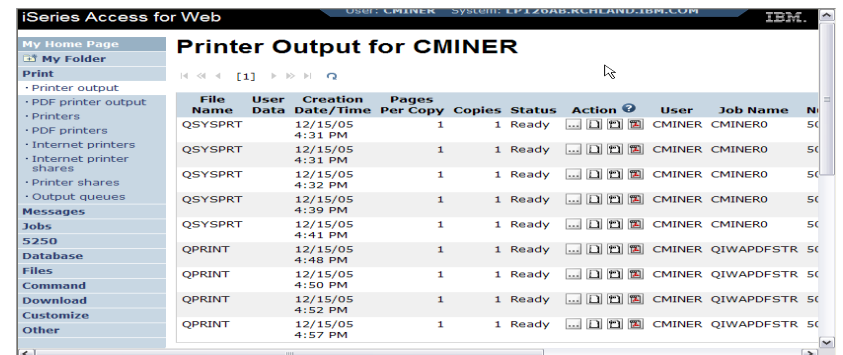 iSeries Access for Web
User: CMINER System: LP126AB.RCHLAND.IBM.COM
IBM.
My Home Page
My Folder
Print
· Printer output
· PDF printer output
· Printers
· PDF printers
· Internet printers
· Internet printer
shares
· Printer shares
· Output queues
Messages
Jobs
5250
Database
Files
Command
Download
Customize
Other
Printer Output for CMINER
[1]
File Name User Data Creation Date/Time Pages Per Copy Copies Status Action ? User Job Name
QSYSPRT 12/15/05 4:31 PM 1 1 Ready ... CMINER CMINER0
QSYSPRT 12/15/05 4:31 PM 1 1 Ready ... CMINER CMINER0
QSYSPRT 12/15/05 4:32 PM 1 1 Ready ... CMINER CMINER0
QSYSPRT 12/15/05 4:39 PM 1 1 Ready ... CMINER CMINER0
QSYSPRT 12/15/05 4:41 PM 1 1 Ready ... CMINER CMINER0
QPRINT 12/15/05 4:48 PM 1 1 Ready ... CMINER QIWAPDFSTR
QPRINT 12/15/05 4:50 PM 1 1 Ready ... CMINER QIWAPDFSTR
QPRINT 12/15/05 4:52 PM 1 1 Ready ... CMINER QIWAPDFSTR
QPRINT 12/15/05 4:57 PM 1 1 Ready ... CMINER QIWAPDFSTR